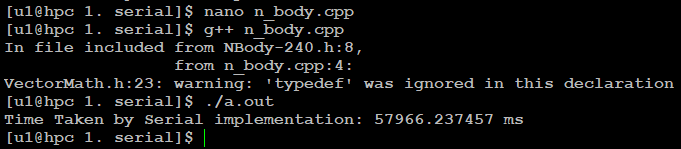 [u1@hpc 1. serial]$ nano n_body.cpp
[u1@hpc 1. serial]$ g++ n_body.cpp
In file included from NBody-240.h:8,
                 from n_body.cpp:4:
VectorMath.h:23: warning: 'typedef' was ignored in this declaration
[u1@hpc 1. serial]$ ./a.out
Time Taken by Serial implementation: 57966.237457 ms
[u1@hpc 1. serial]$